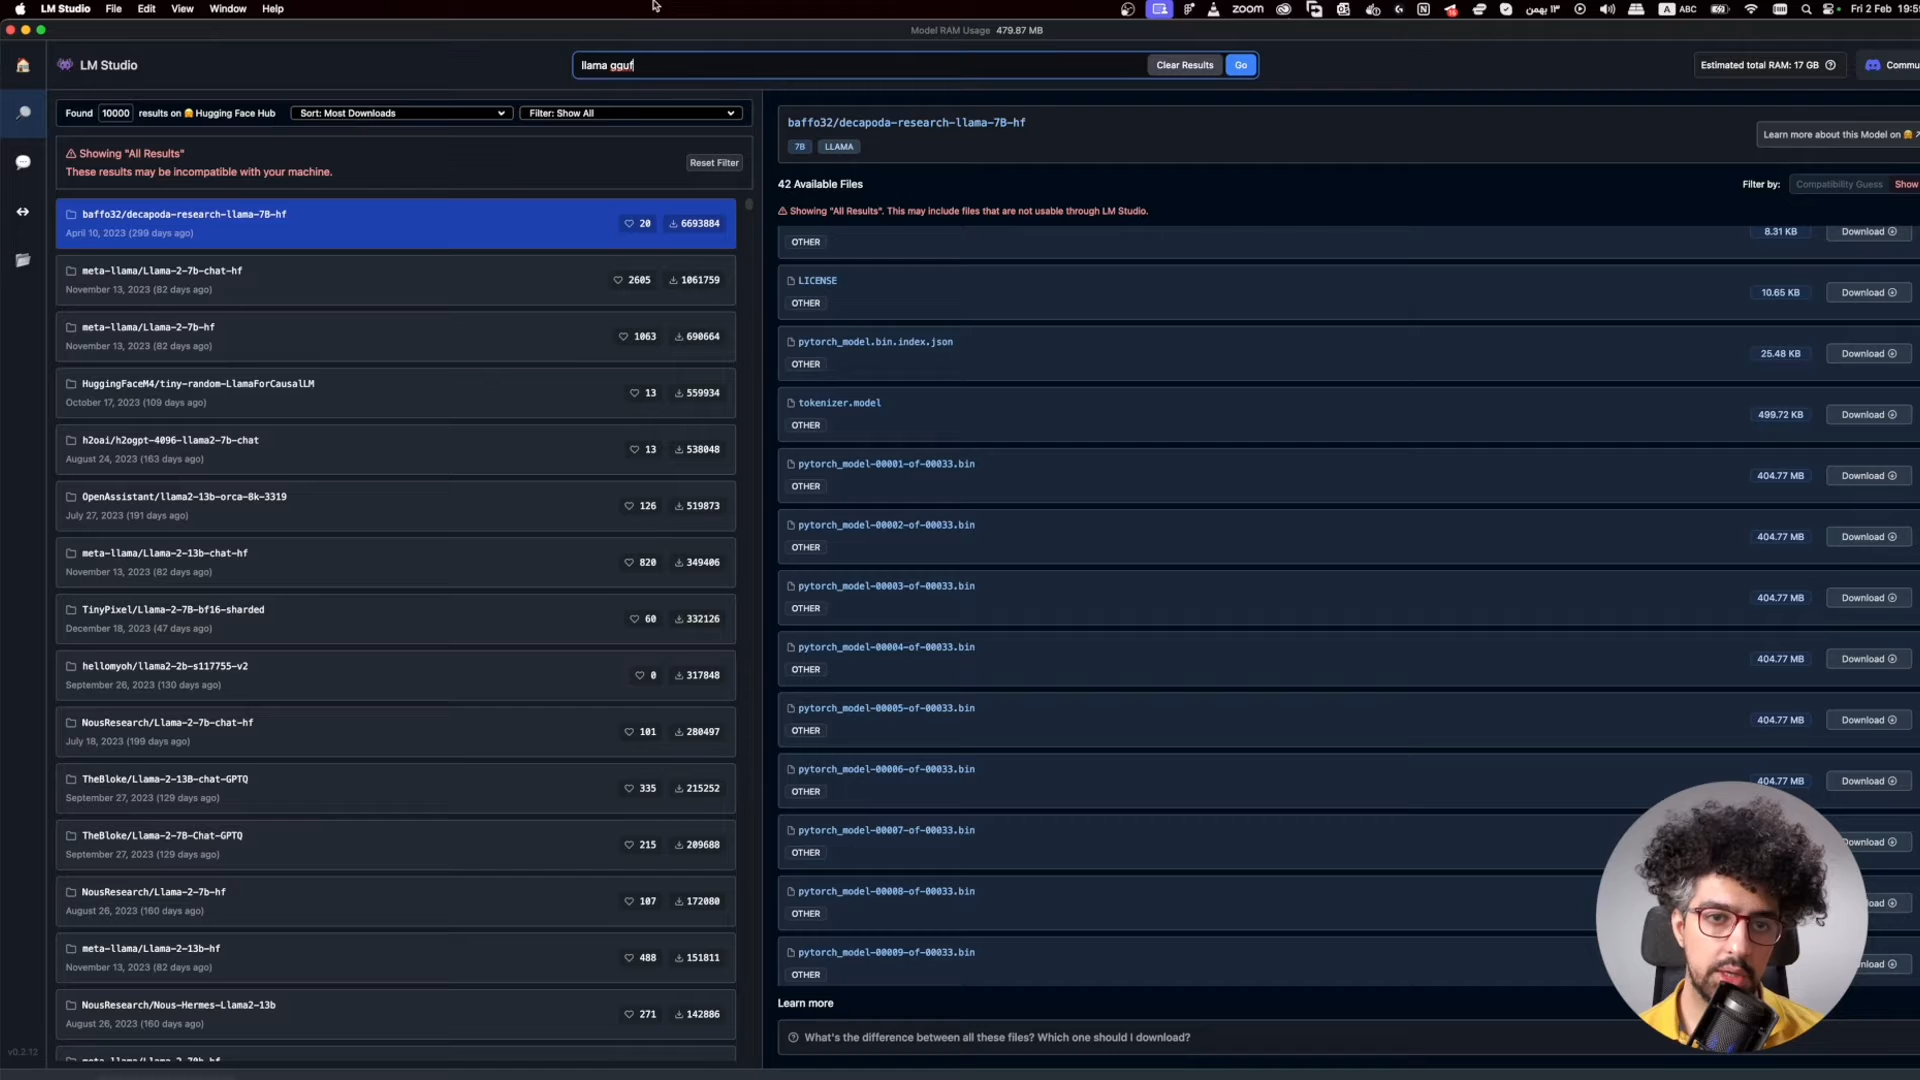 LM Studio File Edit View Window Help
zoom
۱۳ بهمن
A ABC
Fri 2 Feb 19:5
Model RAM Usage 479.87 MB
LM Studio
llama gguf
Clear Results
Go
Estimated total RAM: 17 GB
Commu
Found 10000 results on Hugging Face Hub
Sort: Most Downloads
Filter: Show All
Showing "All Results"
These results may be incompatible with your machine.
Reset Filter
baffo32/decapoda-research-llama-7B-hf
April 10, 2023 (299 days ago)
20 6693884
meta-llama/Llama-2-7b-chat-hf
November 13, 2023 (82 days ago)
2605 1061759
meta-llama/Llama-2-7b-hf
November 13, 2023 (82 days ago)
1063 690664
HuggingFaceM4/tiny-random-LlamaForCausalLM
October 17, 2023 (109 days ago)
13 559934
h2oai/h2ogpt-4096-llama2-7b-chat
August 24, 2023 (163 days ago)
13 538048
OpenAssistant/llama2-13b-orca-8k-3319
July 27, 2023 (191 days ago)
126 519873
meta-llama/Llama-2-13b-chat-hf
November 13, 2023 (82 days ago)
820 349406
TinyPixel/Llama-2-7B-bf16-sharded
December 18, 2023 (47 days ago)
60 332126
hellomyoh/llama2-2b-s117755-v2
September 26, 2023 (130 days ago)
0 317848
NousResearch/Llama-2-7b-chat-hf
July 18, 2023 (199 days ago)
101 280497
TheBloke/Llama-2-13B-chat-GPTQ
September 27, 2023 (129 days ago)
335 215252
TheBloke/Llama-2-7B-Chat-GPTQ
September 27, 2023 (129 days ago)
215 209688
NousResearch/Llama-2-7b-hf
August 26, 2023 (160 days ago)
107 172080
meta-llama/Llama-2-13b-hf
November 13, 2023 (82 days ago)
488 151811
NousResearch/Nous-Hermes-Llama2-13b
August 26, 2023 (160 days ago)
271 142886
meta-llama/Llama-2-70b-hf
v0.2.12
baffo32/decapoda-research-llama-7B-hf
7B LLAMA
Learn more about this Model on
42 Available Files
Filter by: Compatibility Guess Show
Showing "All Results". This may include files that are not usable through LM Studio.
OTHER
8.31 KB Download
LICENSE
OTHER
10.65 KB Download
pytorch_model.bin.index.json
OTHER
25.48 KB Download
tokenizer.model
OTHER
499.72 KB Download
pytorch_model-00001-of-00033.bin
OTHER
404.77 MB Download
pytorch_model-00002-of-00033.bin
OTHER
404.77 MB Download
pytorch_model-00003-of-00033.bin
OTHER
404.77 MB Download
pytorch_model-00004-of-00033.bin
OTHER
404.77 MB Download
pytorch_model-00005-of-00033.bin
OTHER
404.77 MB Download
pytorch_model-00006-of-00033.bin
OTHER
404.77 MB Download
pytorch_model-00007-of-00033.bin
OTHER
ownload
pytorch_model-00008-of-00033.bin
OTHER
oad
pytorch_model-00009-of-00033.bin
OTHER
nload
Learn more
What's the difference between all these files? Which one should I download?